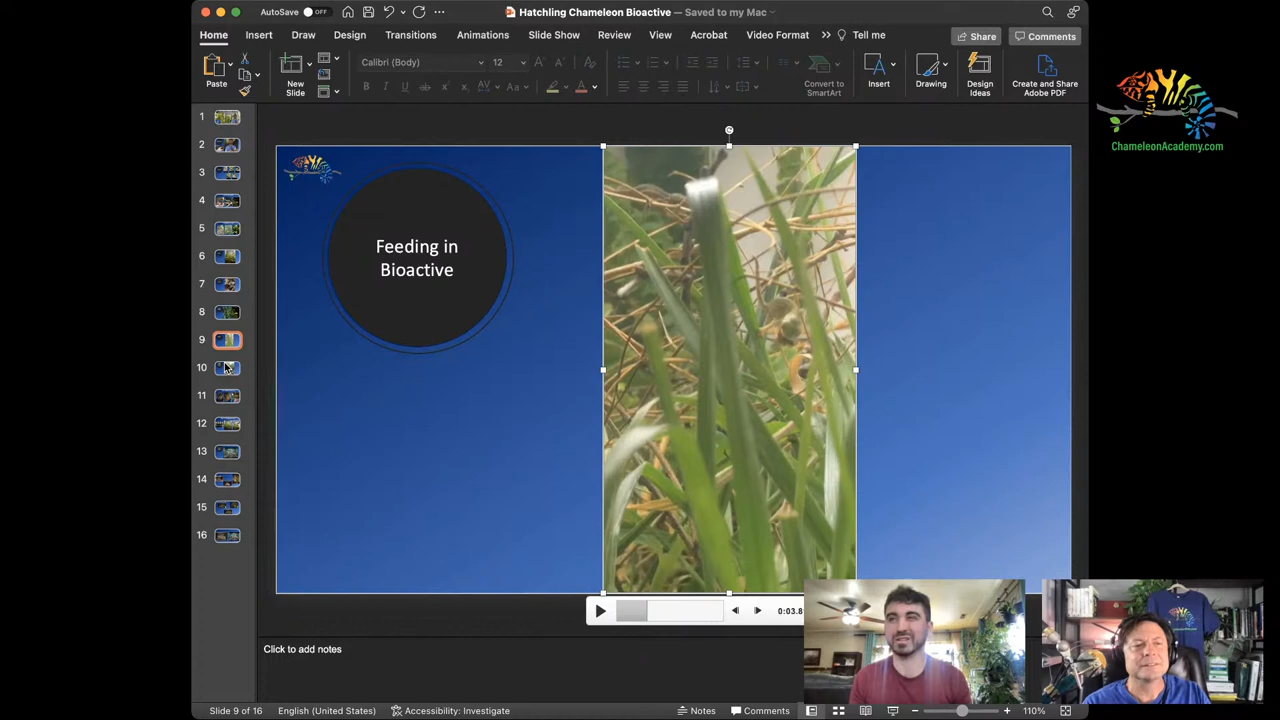 AutoSave OFF
Hatchling Chameleon Bioactive — Saved to my Mac
Home Insert Draw Design Transitions Animations Slide Show Review View Acrobat Video Format Tell me Share Comments
Paste
New Slide
Calibri (Body) 12
Convert to SmartArt
Insert
Drawing
Design Ideas
Create and Share Adobe PDF
ChameleonAcademy.com
1
2
3
4
5
6
7
8
9
10
11
12
13
14
15
16
Feeding in
Bioactive
0:03.8
Click to add notes
Slide 9 of 16 English (United States) Accessibility: Investigate Notes Comments 110%